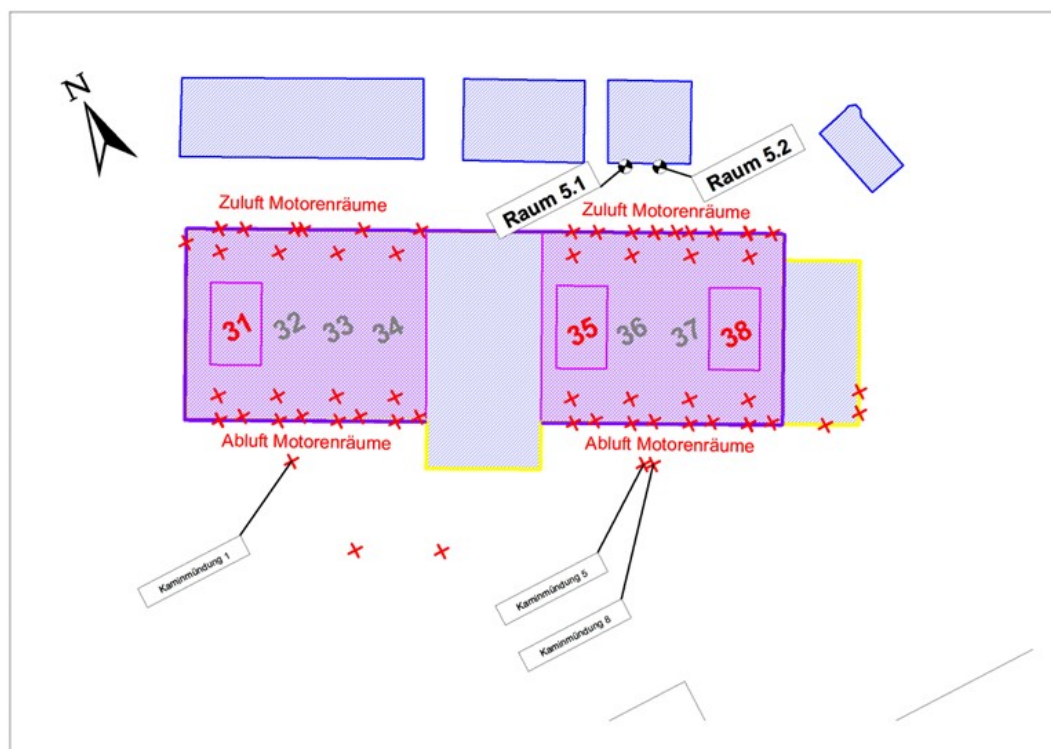 N
Raum 5.1
Raum 5.2
Zuluft Motorenräume
Zuluft Motorenräume
31
32
33
34
35
36
37
38
Abluft Motorenräume
Abluft Motorenräume
Kaminmündung 1
Kaminmündung 5
Kaminmündung 8